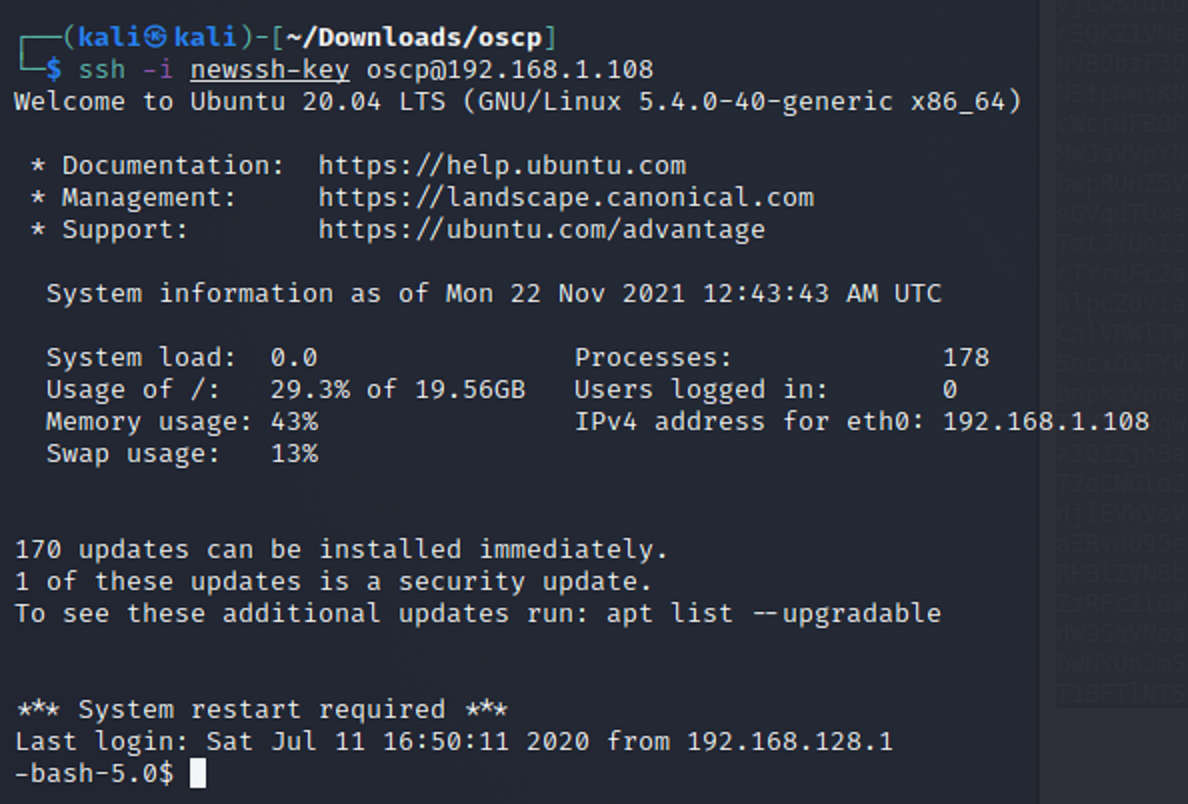 ┌──(kali㉿kali)-[~/Downloads/oscp]
└─$ ssh -i newssh-key oscp@192.168.1.108
Welcome to Ubuntu 20.04 LTS (GNU/Linux 5.4.0-40-generic x86_64)
* Documentation: https://help.ubuntu.com
* Management: https://landscape.canonical.com
* Support: https://ubuntu.com/advantage
System information as of Mon 22 Nov 2021 12:43:43 AM UTC
System load: 0.0 Processes: 178
Usage of /: 29.3% of 19.56GB Users logged in: 0
Memory usage: 43% IPv4 address for eth0: 192.168.1.108
Swap usage: 13%
170 updates can be installed immediately.
1 of these updates is a security update.
To see these additional updates run: apt list --upgradable
*** System restart required ***
Last login: Sat Jul 11 16:50:11 2020 from 192.168.128.1
-bash-5.0$